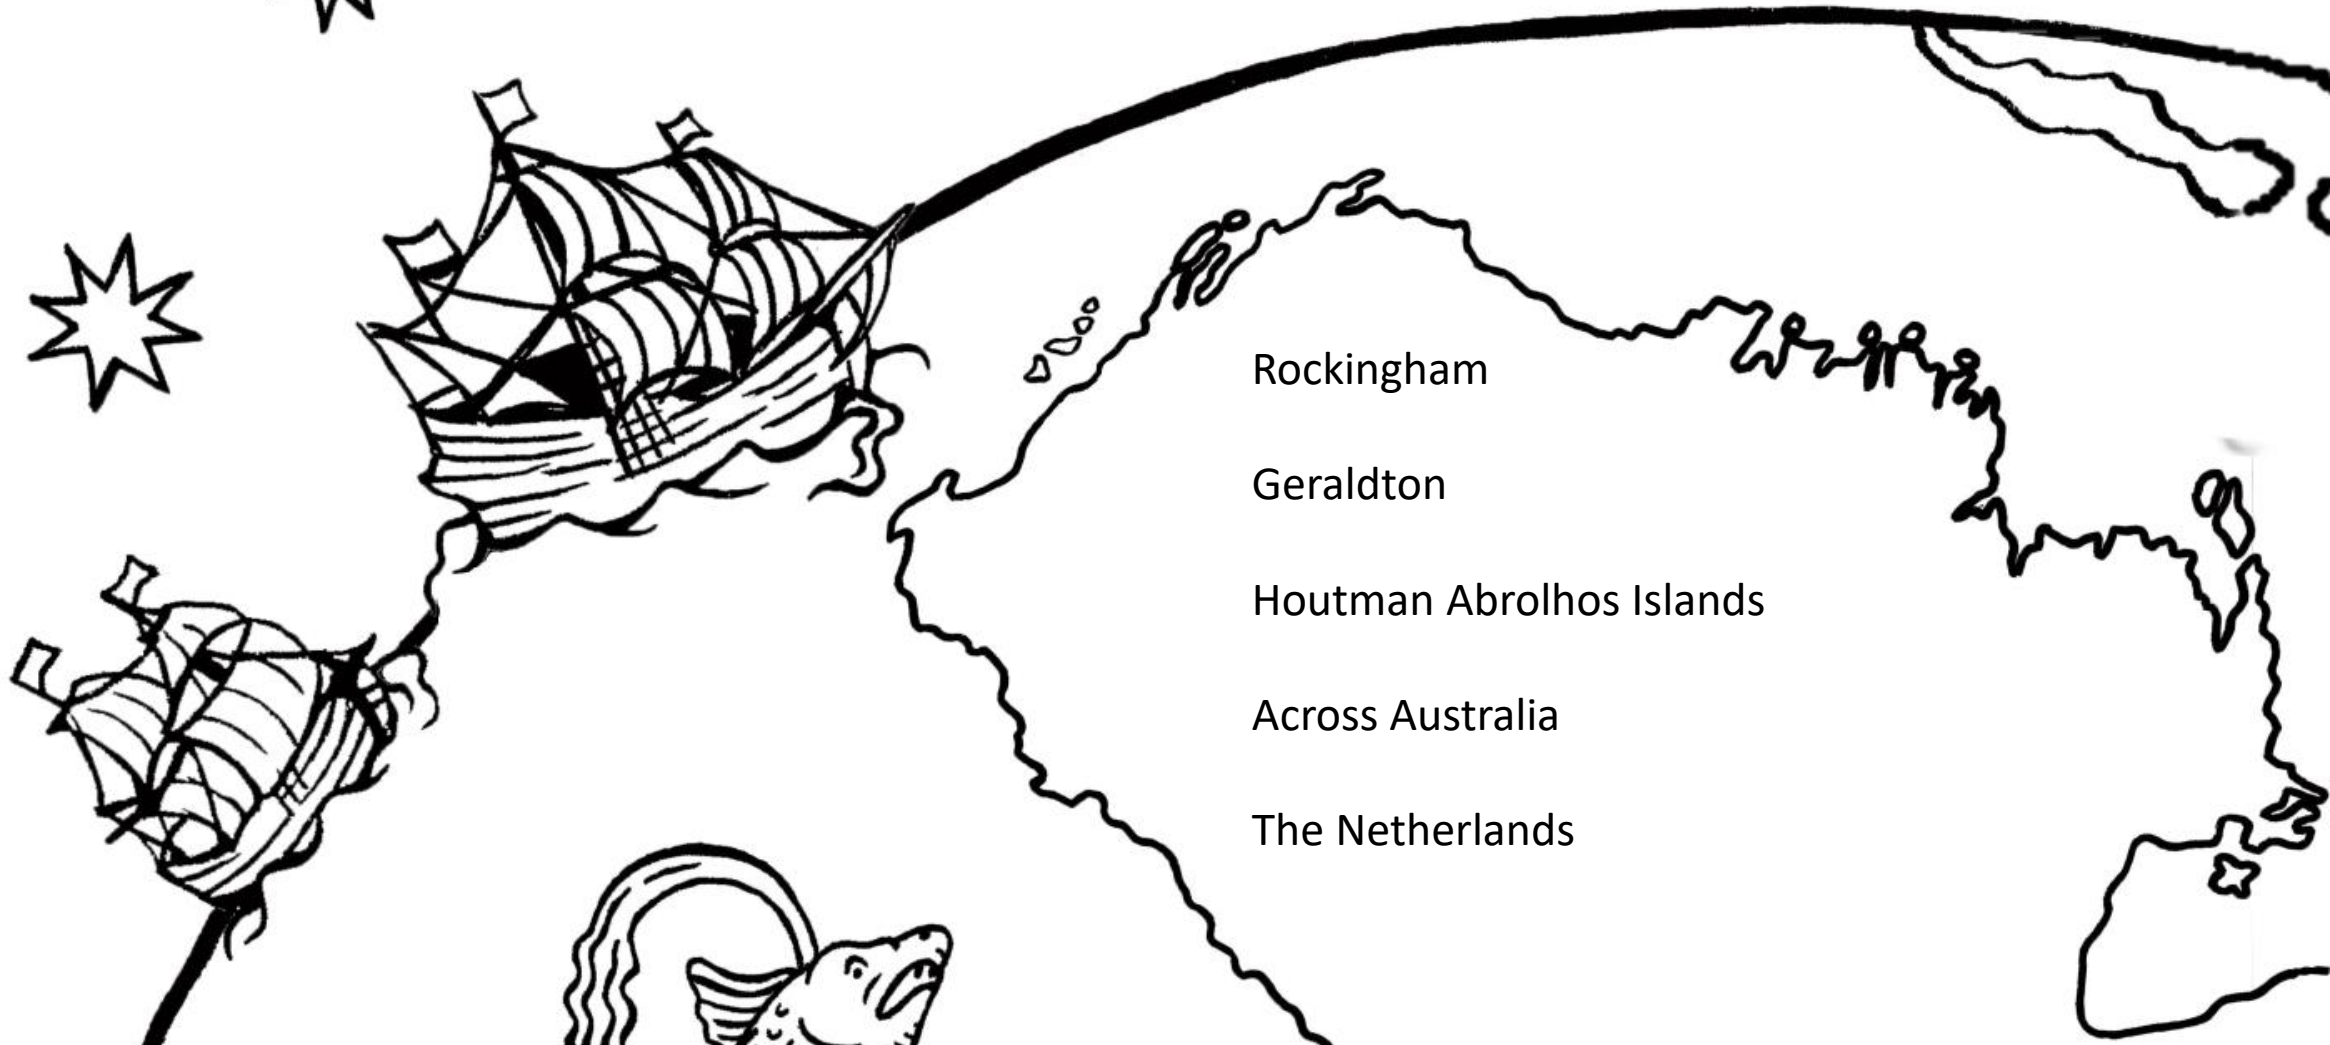 Rockingham
Geraldton
Houtman Abrolhos Islands
Across Australia
The Netherlands